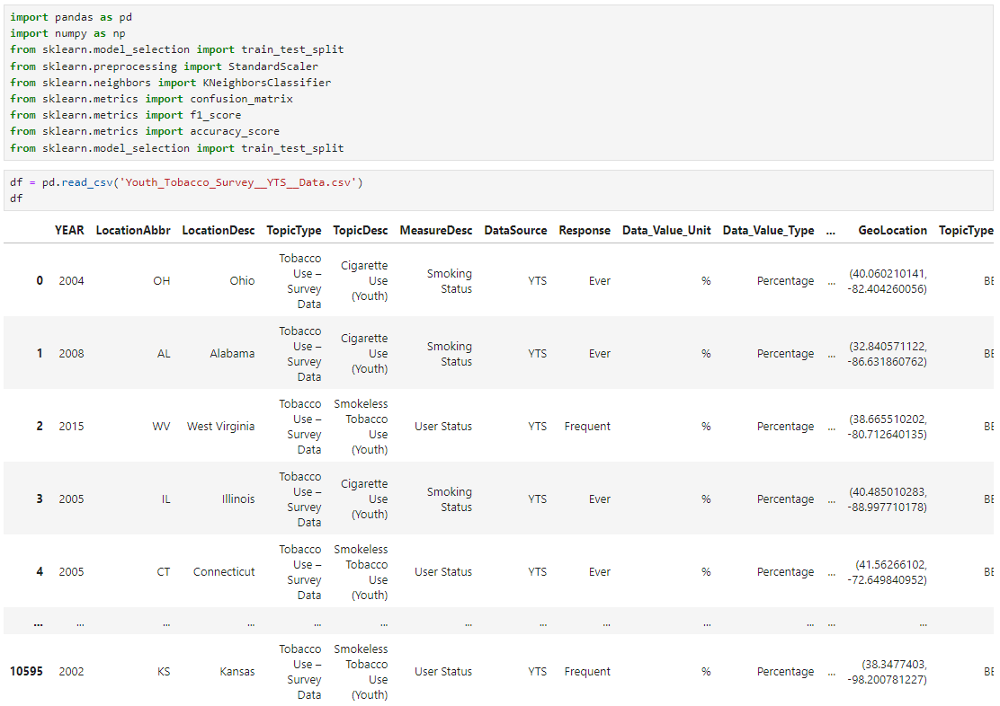 import pandas as pd
import numpy as np
from sklearn.model_selection import train_test_split
from sklearn.preprocessing import StandardScaler
from sklearn.neighbors import KNeighborsClassifier
from sklearn.metrics import confusion_matrix
from sklearn.metrics import f1_score
from sklearn.metrics import accuracy_score
from sklearn.model_selection import train_test_split
df = pd.read_csv('Youth_Tobacco_Survey__YTS__Data.csv')
df
YEAR LocationAbbr LocationDesc TopicType TopicDesc MeasureDesc DataSource Response Data_Value_Unit Data_Value_Type ... GeoLocation TopicType
0 2004 OH Ohio Tobacco Use – Survey Data Cigarette Use (Youth) Smoking Status YTS Ever % Percentage ... (40.060210141, -82.404260056) BE
1 2008 AL Alabama Tobacco Use – Survey Data Cigarette Use (Youth) Smoking Status YTS Ever % Percentage ... (32.840571122, -86.631860762) BE
2 2015 WV West Virginia Tobacco Use – Survey Data Smokeless Tobacco Use (Youth) User Status YTS Frequent % Percentage ... (38.665510202, -80.712640135) BE
3 2005 IL Illinois Tobacco Use – Survey Data Cigarette Use (Youth) Smoking Status YTS Ever % Percentage ... (40.485010283, -88.997710178) BE
4 2005 CT Connecticut Tobacco Use – Survey Data Smokeless Tobacco Use (Youth) User Status YTS Ever % Percentage ... (41.56266102, -72.649840952) BE
... ... ... ... ... ... ... ... ... ... ... ... ...
10595 2002 KS Kansas Tobacco Use – Survey Data Smokeless Tobacco Use (Youth) User Status YTS Frequent % Percentage ... (38.3477403, -98.200781227) BE